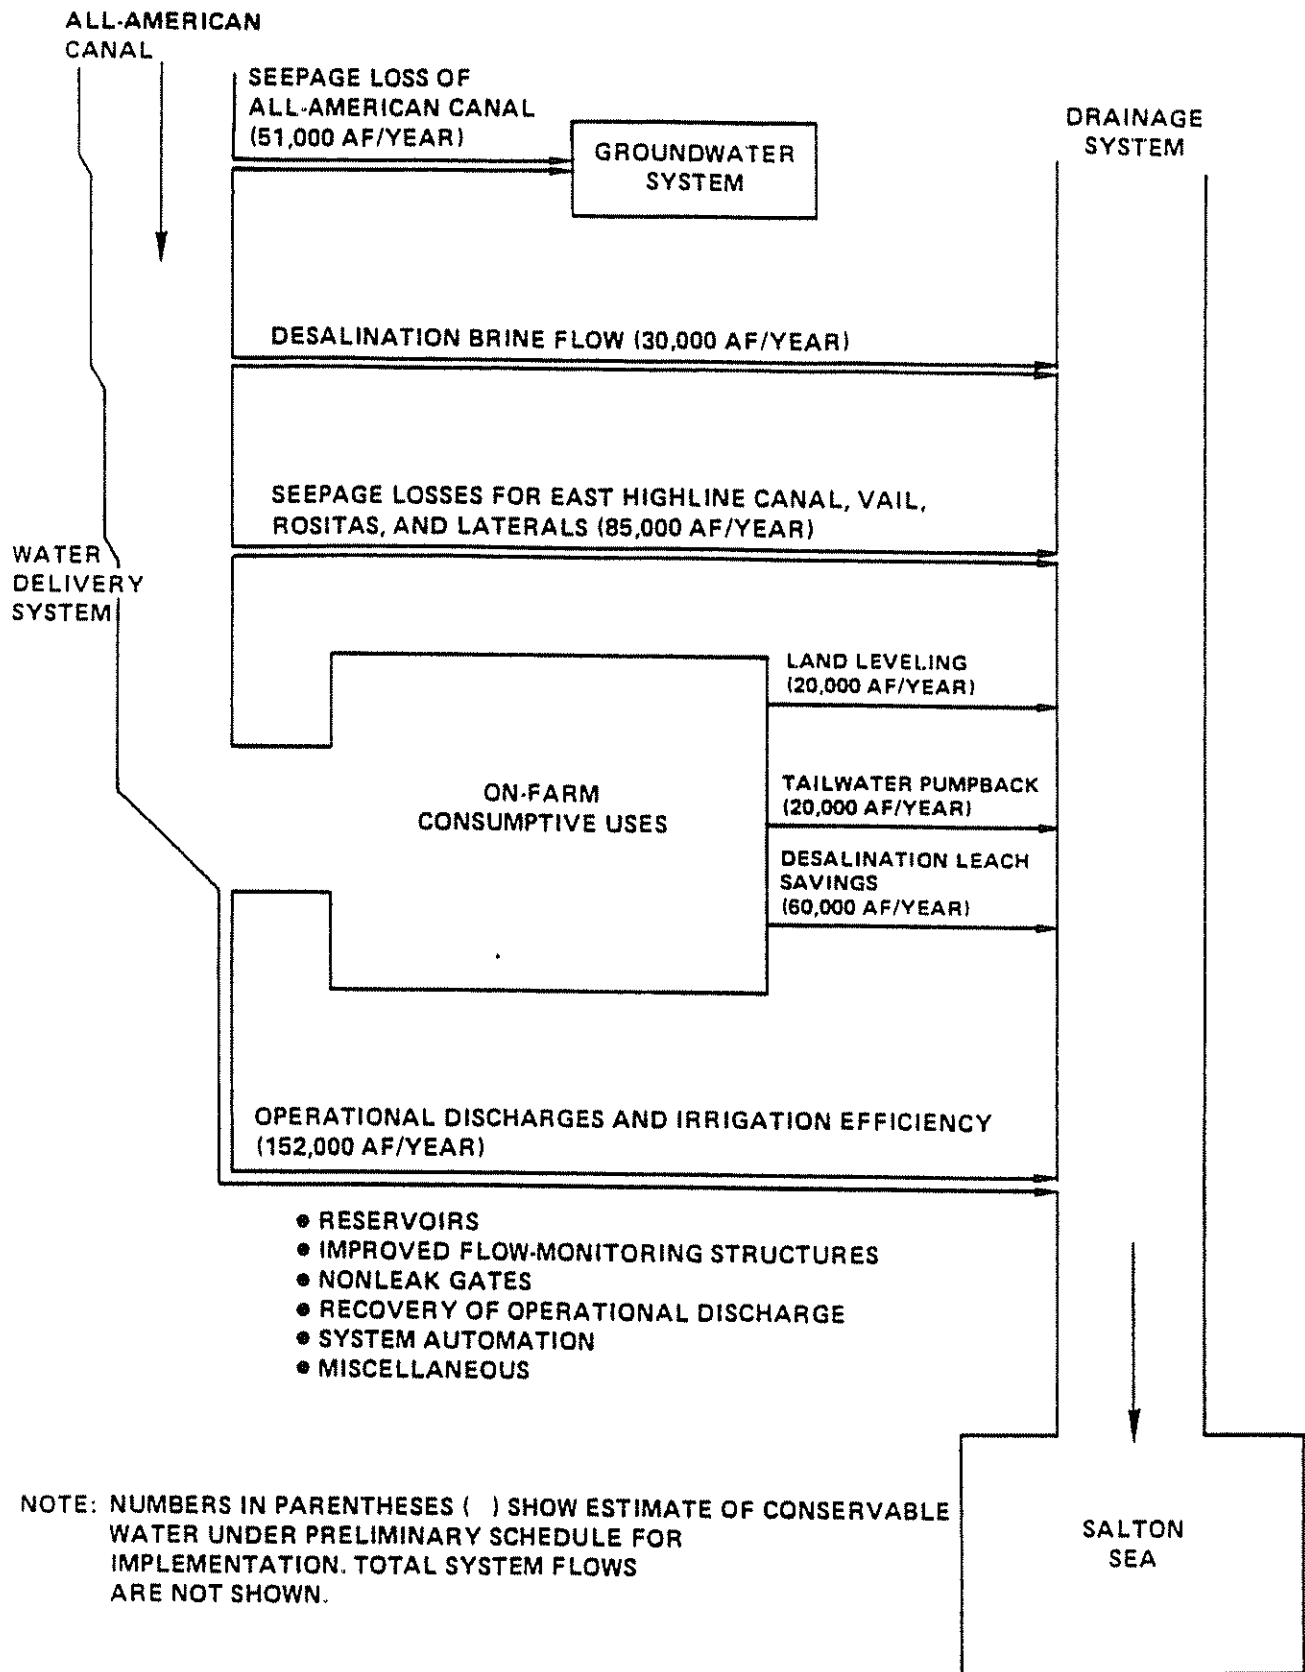 ALL-AMERICAN
CANAL
SEEPAGE LOSS OF
ALL-AMERICAN CANAL
(51,000 AF/YEAR)
GROUNDWATER
SYSTEM
DRAINAGE
SYSTEM
DESALINATION BRINE FLOW (30,000 AF/YEAR)
SEEPAGE LOSSES FOR EAST HIGHLINE CANAL, VAIL,
ROSITAS, AND LATERALS (85,000 AF/YEAR)
WATER
DELIVERY
SYSTEM
LAND LEVELING
(20,000 AF/YEAR)
ON-FARM
CONSUMPTIVE USES
TAILWATER PUMPBACK
(20,000 AF/YEAR)
DESALINATION LEACH
SAVINGS
(60,000 AF/YEAR)
OPERATIONAL DISCHARGES AND IRRIGATION EFFICIENCY
(152,000 AF/YEAR)
● RESERVOIRS
● IMPROVED FLOW-MONITORING STRUCTURES
● NONLEAK GATES
● RECOVERY OF OPERATIONAL DISCHARGE
● SYSTEM AUTOMATION
● MISCELLANEOUS
NOTE: NUMBERS IN PARENTHESES ( ) SHOW ESTIMATE OF CONSERVABLE
WATER UNDER PRELIMINARY SCHEDULE FOR
IMPLEMENTATION. TOTAL SYSTEM FLOWS
ARE NOT SHOWN.
SALTON
SEA